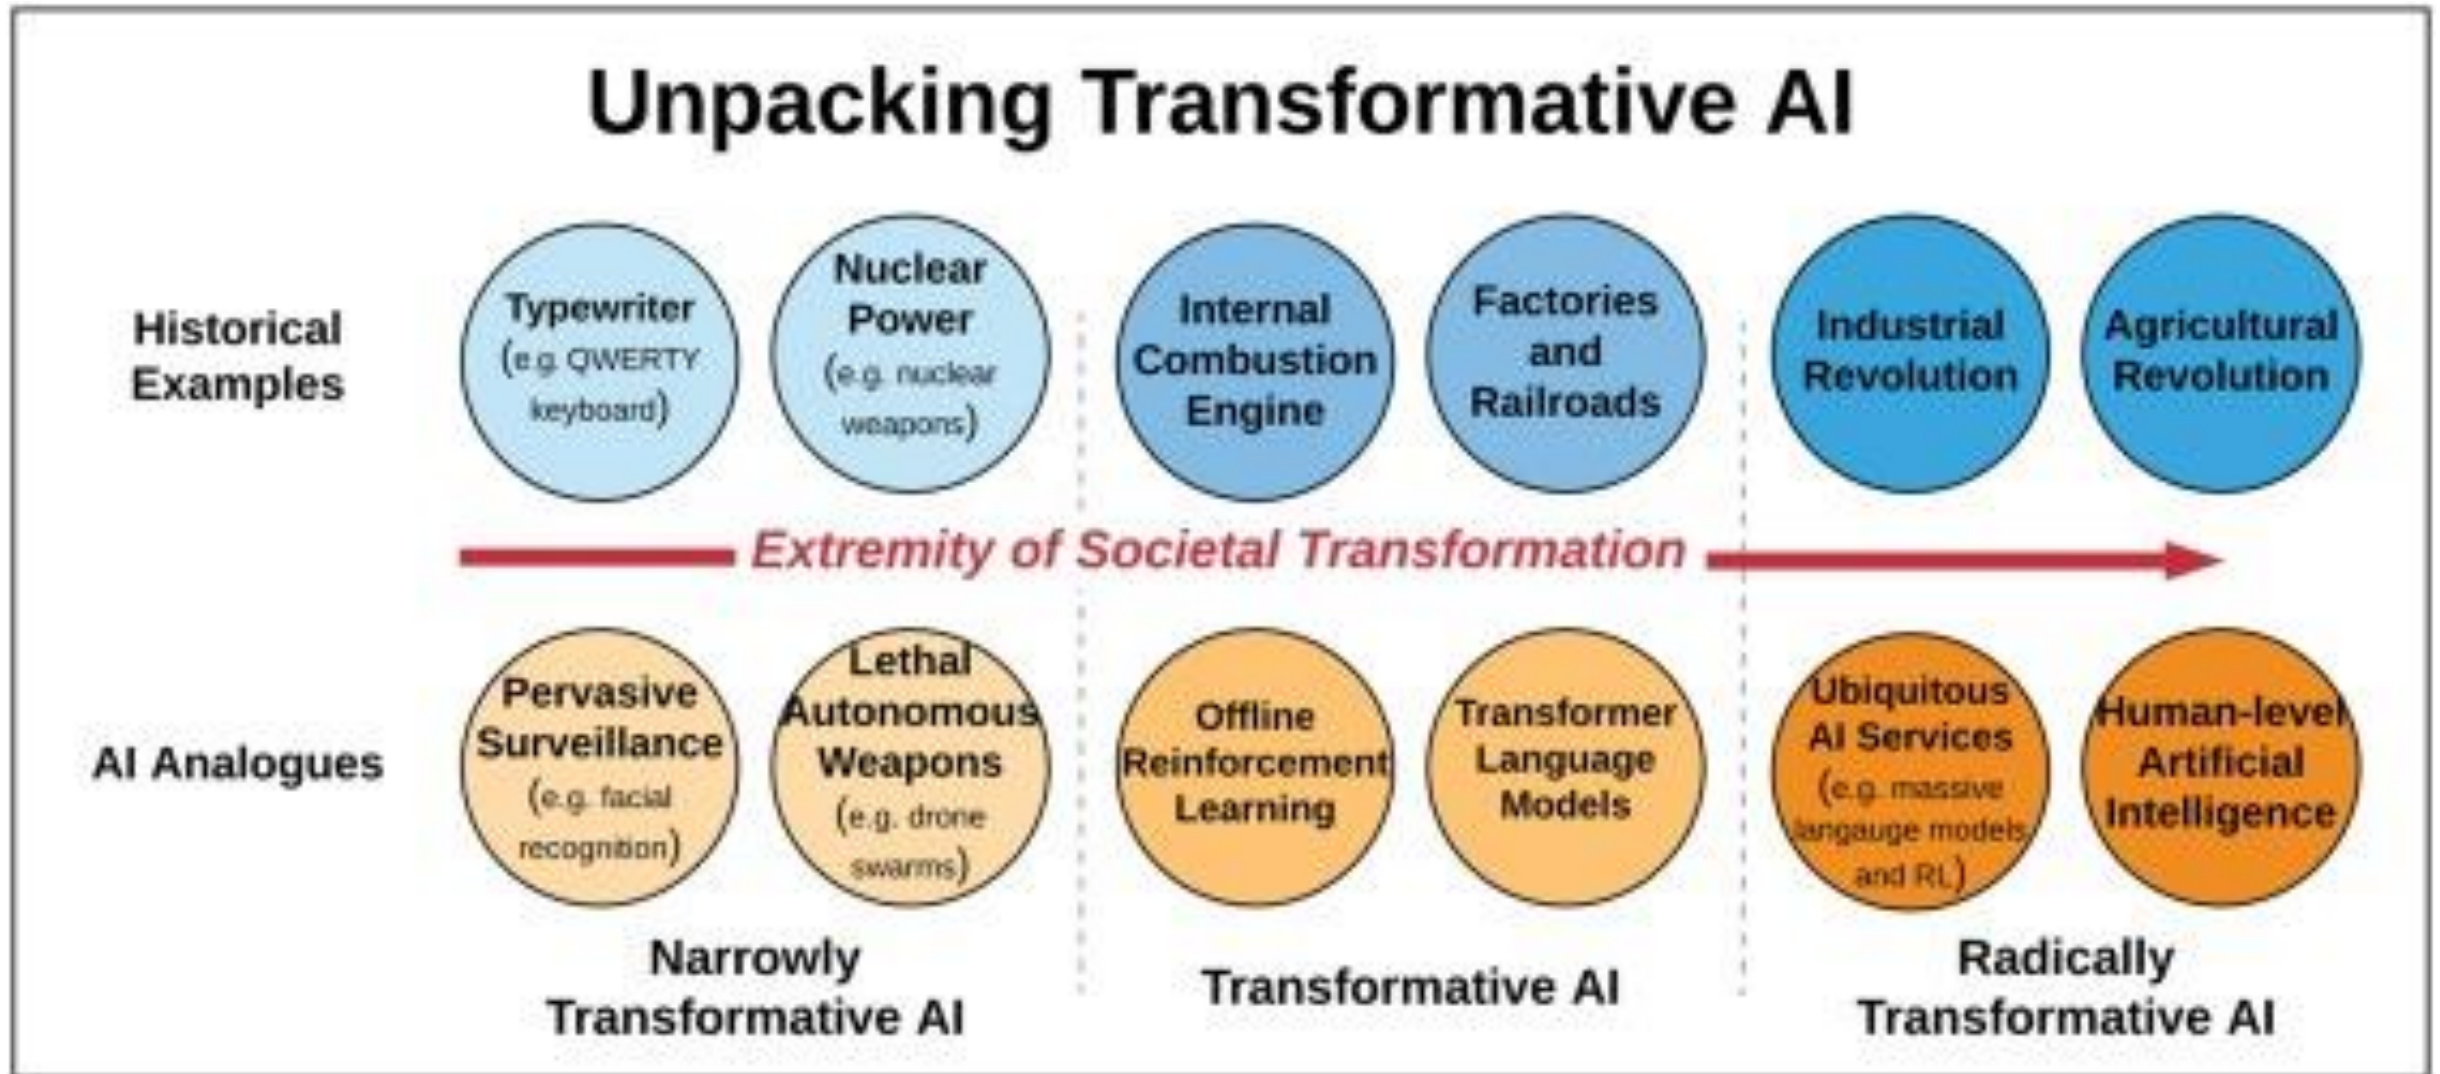 Unpacking Transformative AI
Historical
Examples
Typewriter
(e.g. QWERTY
keyboard)
Nuclear
Power
(e.g. nuclear
weapons)
Internal
Combustion
Engine
Factories
and
Railroads
Industrial
Revolution
Agricultural
Revolution
Extremity of Societal Transformation
AI Analogues
Pervasive
Surveillance
(e.g. facial
recognition)
Lethal
Autonomous
Weapons
(e.g. drone
swarms)
Offline
Reinforcement
Learning
Transformer
Language
Models
Ubiquitous
AI Services
(e.g. massive
langauge models
and RL)
Human-level
Artificial
Intelligence
Narrowly
Transformative AI
Transformative AI
Radically
Transformative AI